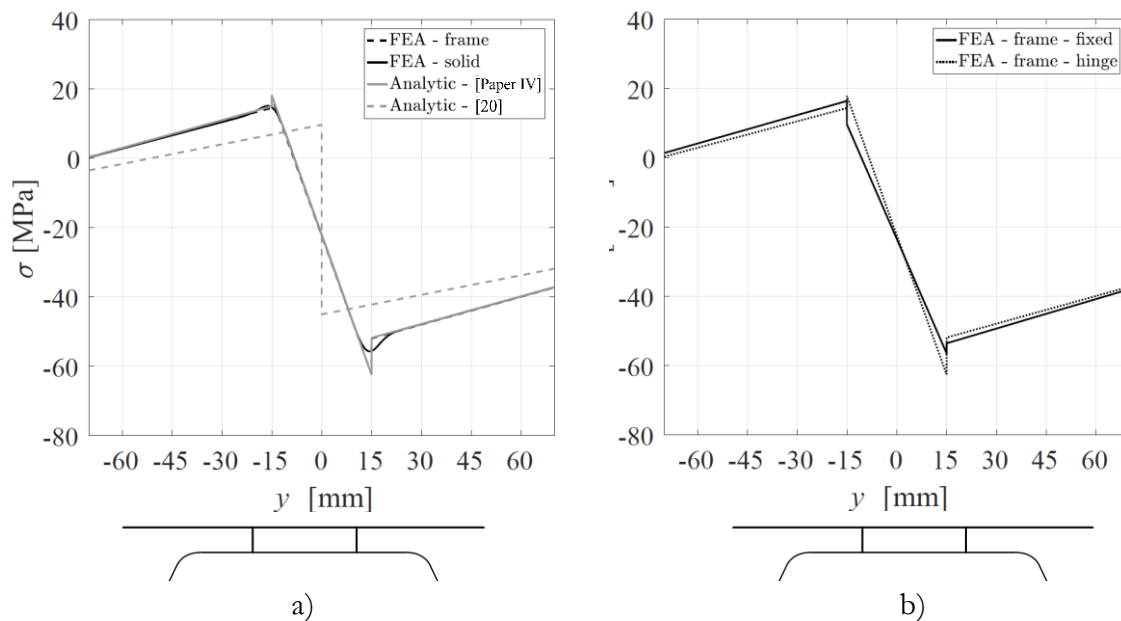 40
20
0
-20
-40
-60
-80
σ [MPa]
FEA - frame
FEA - solid
Analytic - [Paper IV]
Analytic - [20]
-60 -45 -30 -15 0 15 30 45 60
y [mm]
a)
40
20
0
-20
-40
-60
-80
FEA - frame - fixed
FEA - frame - hinge
-60 -45 -30 -15 0 15 30 45 60
y [mm]
b)